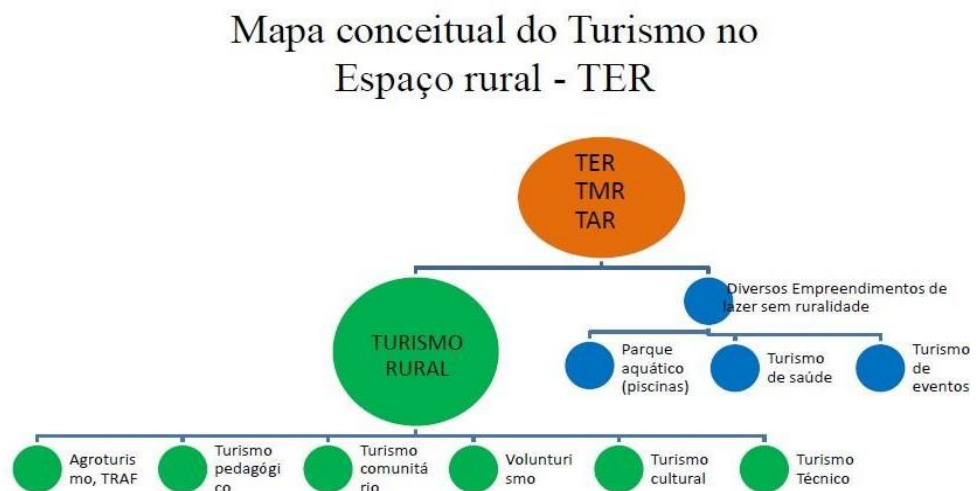 Mapa conceitual do Turismo no
Espaço rural - TER
TER
TMR
TAR
Diversos Empreendimentos de
lazer sem ruralidade
TURISMO
RURAL
Parque
aquático
(piscinas)
Turismo
de saúde
Turismo
de
eventos
Agroturis
mo, TRAF
Turismo
pedagógi
co
Turismo
comunitá
rio
Volunturi
smo
Turismo
cultural
Turismo
Técnico